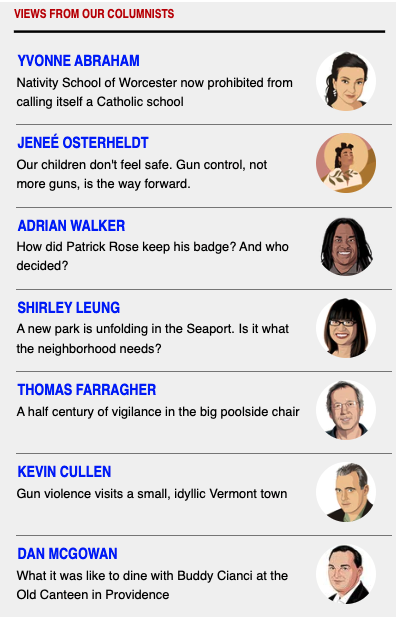 VIEWS FROM OUR COLUMNISTS
YVONNE ABRAHAM
Nativity School of Worcester now prohibited from
calling itself a Catholic school
JENEÉ OSTERHELDT
Our children don't feel safe. Gun control, not
more guns, is the way forward.
ADRIAN WALKER
How did Patrick Rose keep his badge? And who
decided?
SHIRLEY LEUNG
A new park is unfolding in the Seaport. Is it what
the neighborhood needs?
THOMAS FARRAGHER
A half century of vigilance in the big poolside chair
KEVIN CULLEN
Gun violence visits a small, idyllic Vermont town
DAN MCGOWAN
What it was like to dine with Buddy Cianci at the
Old Canteen in Providence